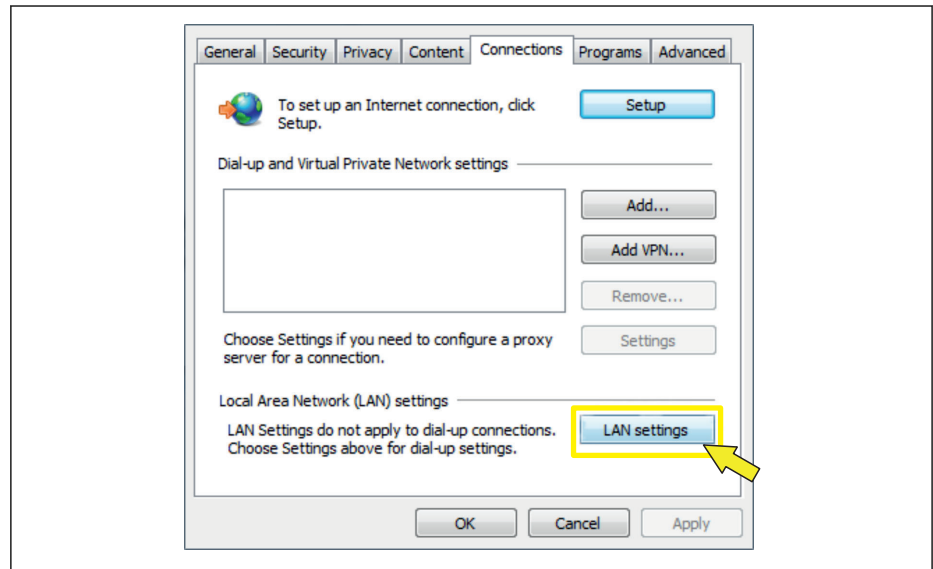 General Security Privacy Content Connections Programs Advanced
To set up an Internet connection, click
Setup.
Setup
Dial-up and Virtual Private Network settings
Add...
Add VPN...
Remove...
Choose Settings if you need to configure a proxy
server for a connection.
Settings
Local Area Network (LAN) settings
LAN Settings do not apply to dial-up connections.
Choose Settings above for dial-up settings.
LAN settings
OK Cancel Apply